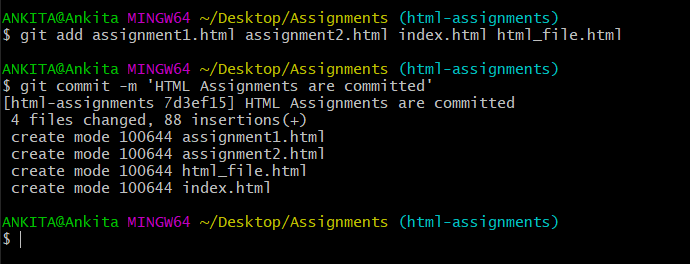 ANKITA@Ankita MINGW64 ~/Desktop/Assignments (html-assignments)
$ git add assignment1.html assignment2.html index.html html_file.html
ANKITA@Ankita MINGW64 ~/Desktop/Assignments (html-assignments)
$ git commit -m 'HTML Assignments are committed'
[html-assignments 7d3ef15] HTML Assignments are committed
 4 files changed, 88 insertions(+)
 create mode 100644 assignment1.html
 create mode 100644 assignment2.html
 create mode 100644 html_file.html
 create mode 100644 index.html
ANKITA@Ankita MINGW64 ~/Desktop/Assignments (html-assignments)
$